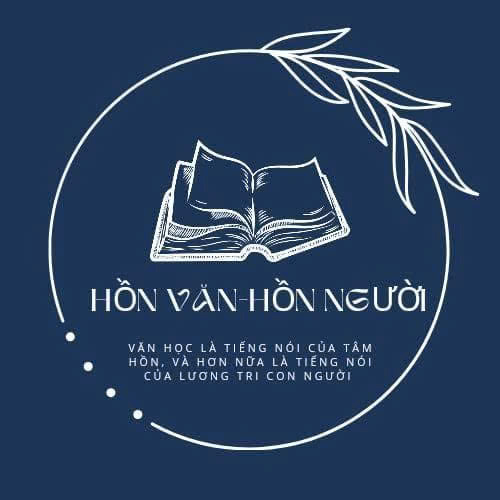 HỒN VĂN-HỒN NGƯỜI
VĂN HỌC LÀ TIẾNG NÓI CỦA TÂM
HỒN, VÀ HƠN NỮA LÀ TIẾNG NÓI
CỦA LƯƠNG TRI CON NGƯỜI